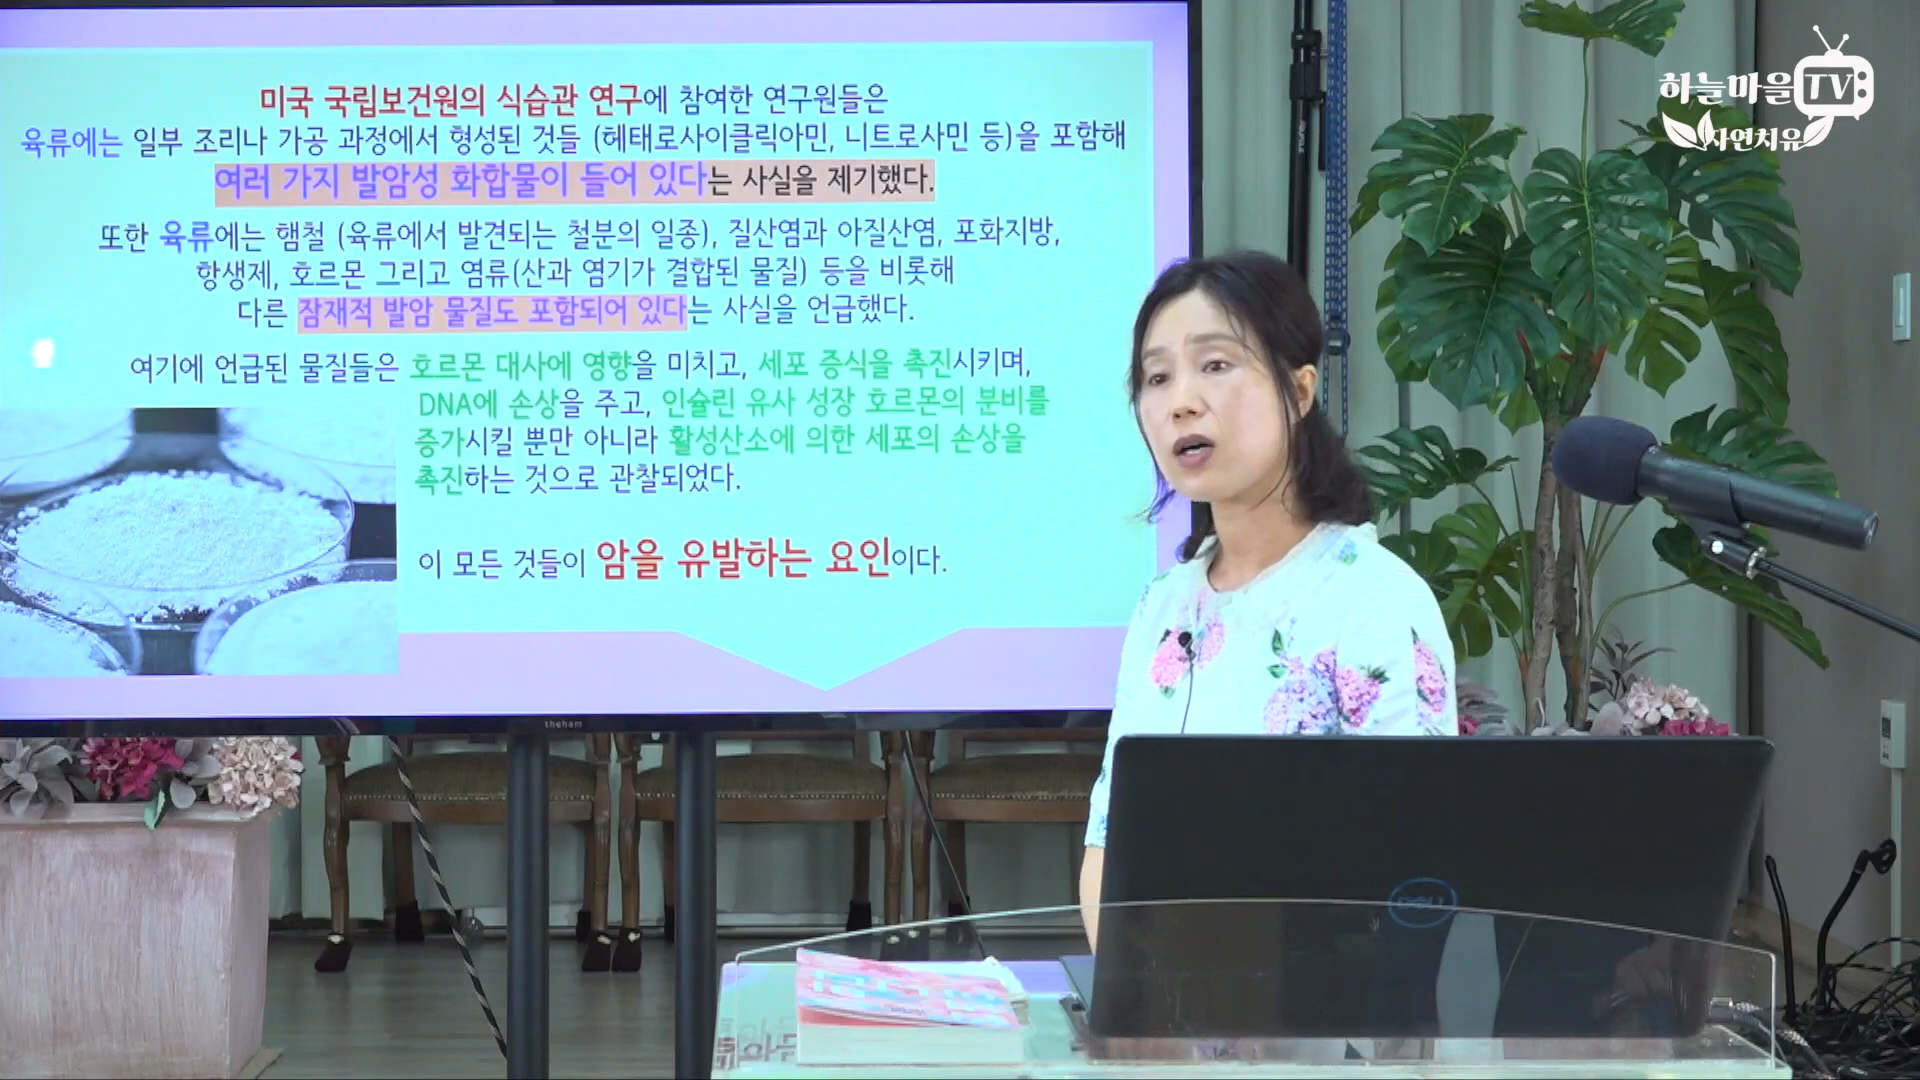 미국 국립보건원의 식습관 연구에 참여한 연구원들은
육류에는 일부 조리나 가공 과정에서 형성된 것들 (헤테로사이클릭아민, 니트로사민 등)을 포함해
여러 가지 발암성 화합물이 들어 있다는 사실을 제기했다.
또한 육류에는 햄철 (육류에서 발견되는 철분의 일종), 질산염과 아질산염, 포화지방,
항생제, 호르몬 그리고 염류(산과 염기가 결합된 물질) 등을 비롯해
다른 잠재적 발암 물질도 포함되어 있다는 사실을 언급했다.
여기에 언급된 물질들은 호르몬 대사에 영향을 미치고, 세포 증식을 촉진시키며,
DNA에 손상을 주고, 인슐린 유사 성장 호르몬의 분비를
증가시킬 뿐만 아니라 활성산소에 의한 세포의 손상을
촉진하는 것으로 관찰되었다.
이 모든 것들이 암을 유발하는 요인이다.
하늘마을 TV
자연치유
theham
DELL